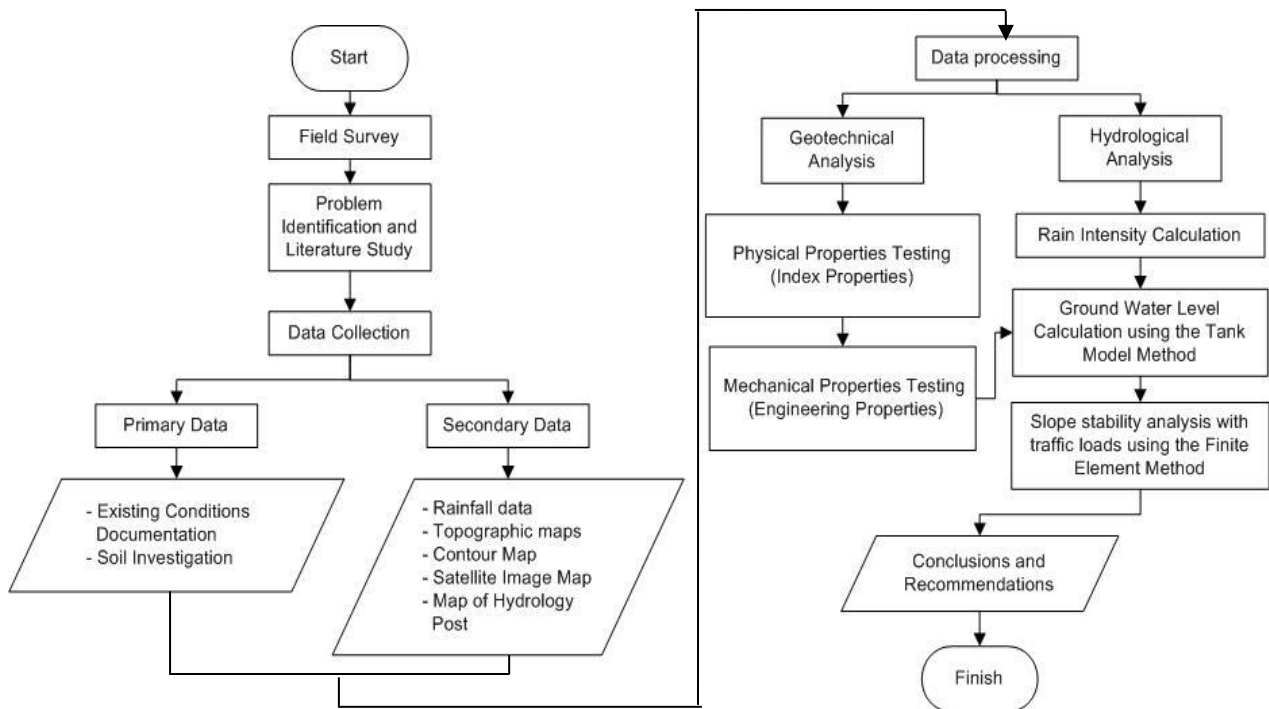 Start
Field Survey
Problem
Identification and
Literature Study
Data Collection
Primary Data
Secondary Data
- Existing Conditions
Documentation
- Soil Investigation
- Rainfall data
- Topographic maps
- Contour Map
- Satellite Image Map
- Map of Hydrology
Post
Data processing
Geotechnical
Analysis
Hydrological
Analysis
Physical Properties Testing
(Index Properties)
Rain Intensity Calculation
Mechanical Properties Testing
(Engineering Properties)
Ground Water Level
Calculation using the Tank
Model Method
Slope stability analysis with
traffic loads using the Finite
Element Method
Conclusions and
Recommendations
Finish